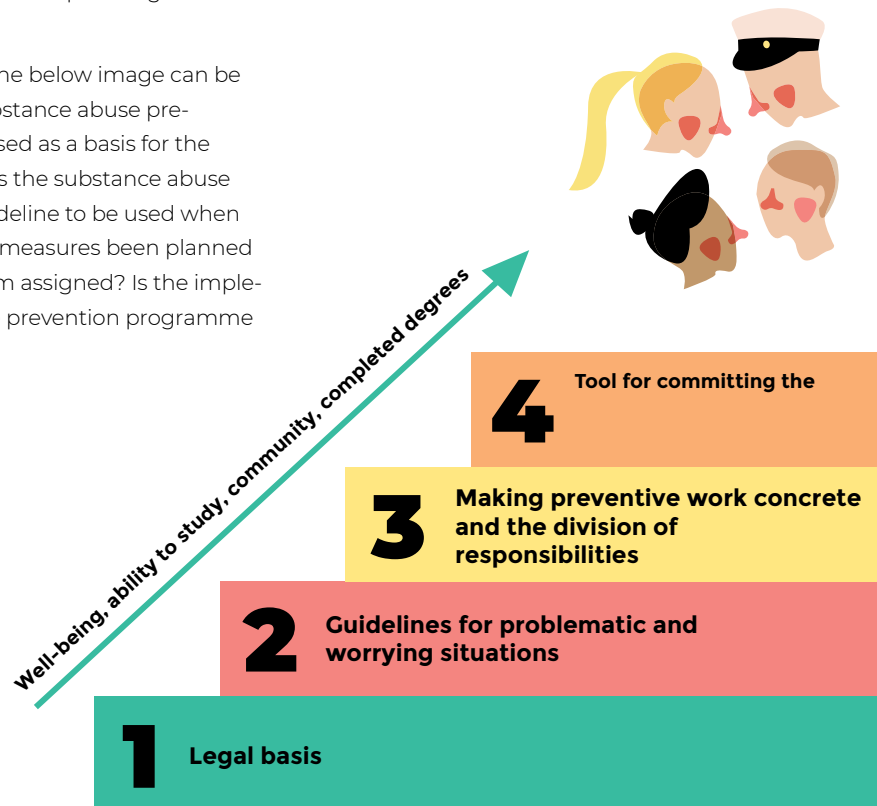 ne below image can be
ostance abuse pre-
sed as a basis for the
s the substance abuse
deline to be used when
measures been planned
m assigned? Is the imple-
prevention programme
Well-being, ability to study, community, completed degrees
4
Tool for committing the
3
Making preventive work concrete
and the division of
responsibilities
2
Guidelines for problematic and
worrying situations
1
Legal basis